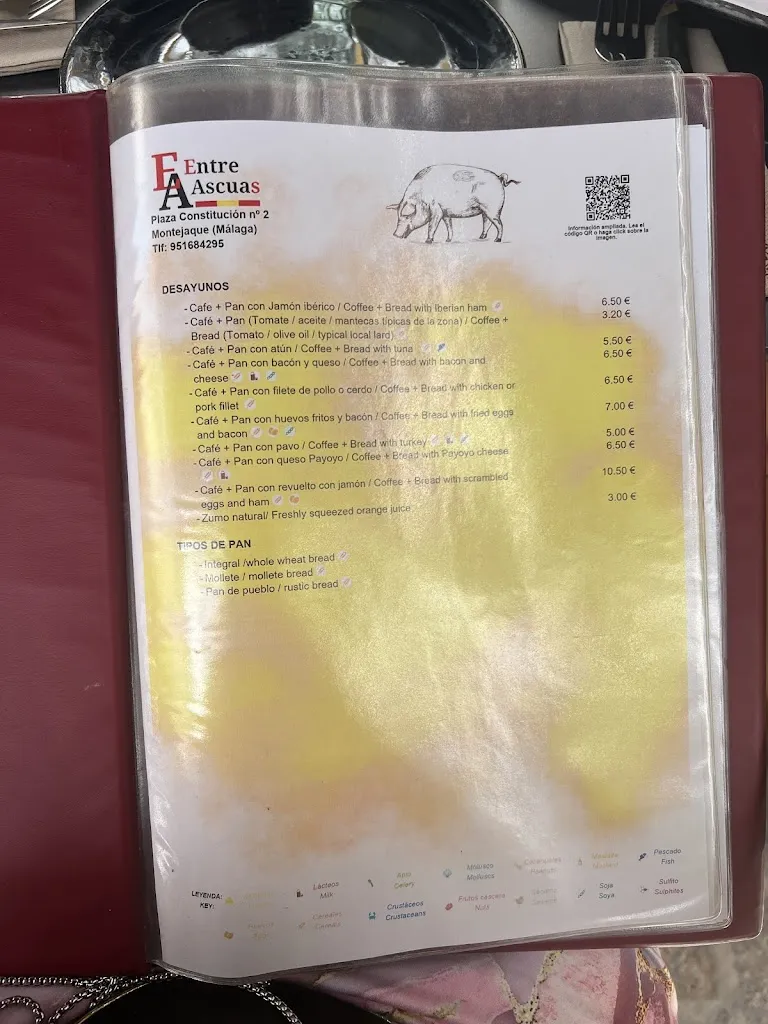 EA Entre Ascuas
Plaza Constitución nº 2
Montejaque (Málaga)
Tlf: 951684295
Información ampliada. Lea el
código QR o haga click sobre la
imagen.
DESAYUNOS
- Cafe + Pan con Jamón ibérico / Coffee + Bread with Iberian ham 6.50 €
- Café + Pan (Tomate / aceite / mantecas típicas de la zona) / Coffee + 3.20 €
Bread (Tomato / olive oil / typical local lard)
- Café + Pan con atún / Coffee + Bread with tuna 5.50 €
- Café + Pan con bacón y queso / Coffee + Bread with bacon and 6.50 €
cheese
- Café + Pan con filete de pollo o cerdo / Coffee + Bread with chicken or 6.50 €
pork fillet
- Café + Pan con huevos fritos y bacón / Coffee + Bread with fried eggs 7.00 €
and bacon
- Café + Pan con pavo / Coffee + Bread with turkey 5.00 €
- Café + Pan con queso Payoyo / Coffee + Bread with Payoyo cheese 6.50 €
- Café + Pan con revuelto con jamón / Coffee + Bread with scrambled 10.50 €
eggs and ham
- Zumo natural/ Freshly squeezed orange juice 3.00 €
TIPOS DE PAN
- Integral /whole wheat bread
- Mollete / mollete bread
- Pan de pueblo / rustic bread
LEYENDA:
KEY:
Lácteos
Milk
Apio
Celery
Molusco
Molluscs
Pescado
Fish
Cereales
Cereals
Crustáceos
Crustaceans
Frutos cáscara
Nuts
Soja
Soya
Sulfito
Sulphites